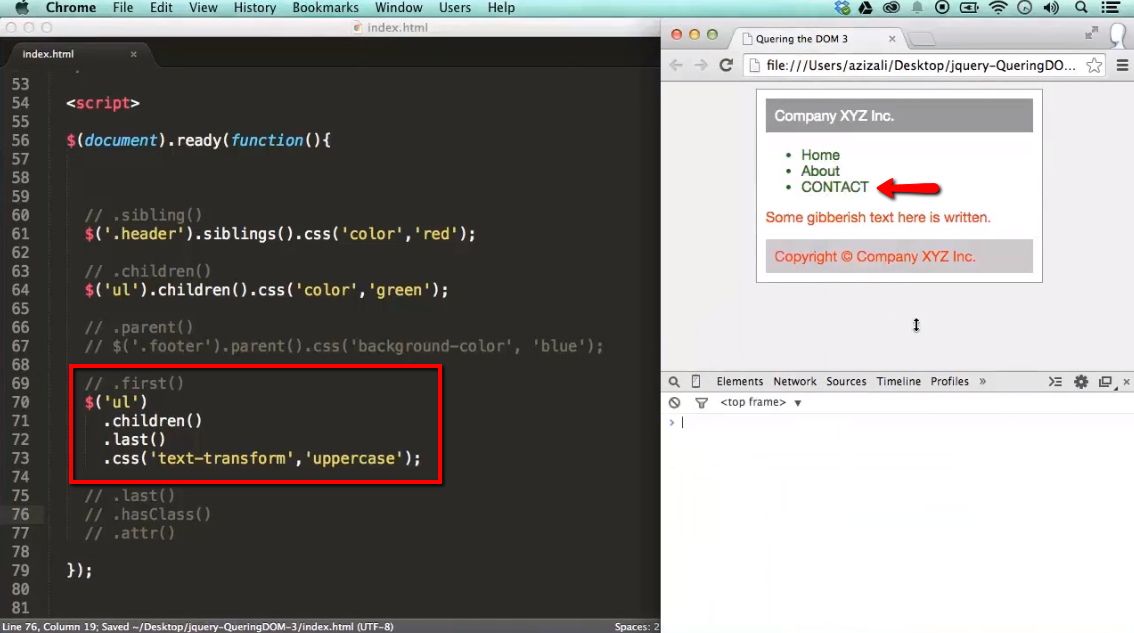 Chrome File Edit View History Bookmarks Window Users Help
index.html
index.html ×
53
54 <script>
55
56 $(document).ready(function(){
57
58
59
60 // .sibling()
61 $('.header').siblings().css('color','red');
62
63 // .children()
64 $('ul').children().css('color','green');
65
66 // .parent()
67 // $('.footer').parent().css('background-color', 'blue');
68
69 // .first()
70 $('ul')
71 .children()
72 .last()
73 .css('text-transform','uppercase');
74
75 // .last()
76 // .hasClass()
77 // .attr()
78
79 });
80
81
Line 76, Column 19; Saved ~/Desktop/jquery-QueringDOM-3/index.html (UTF-8) Spaces: 2
Quering the DOM 3 ×
file:///Users/azizali/Desktop/jquery-QueringDO...
Company XYZ Inc.
• Home
• About
• CONTACT
Some gibberish text here is written.
Copyright © Company XYZ Inc.
Elements Network Sources Timeline Profiles »
<top frame> ▼
>